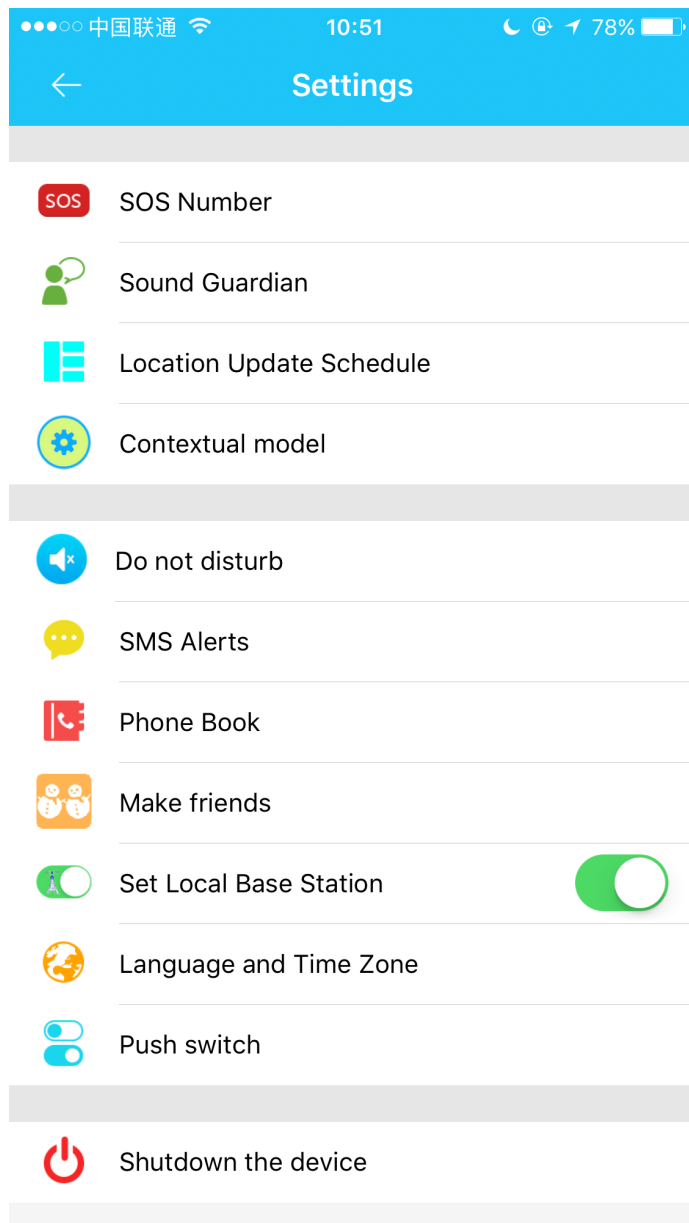 中国联通 10:51 78%
Settings
SOS SOS Number
Sound Guardian
Location Update Schedule
Contextual model
Do not disturb
SMS Alerts
Phone Book
Make friends
Set Local Base Station
Language and Time Zone
Push switch
Shutdown the device